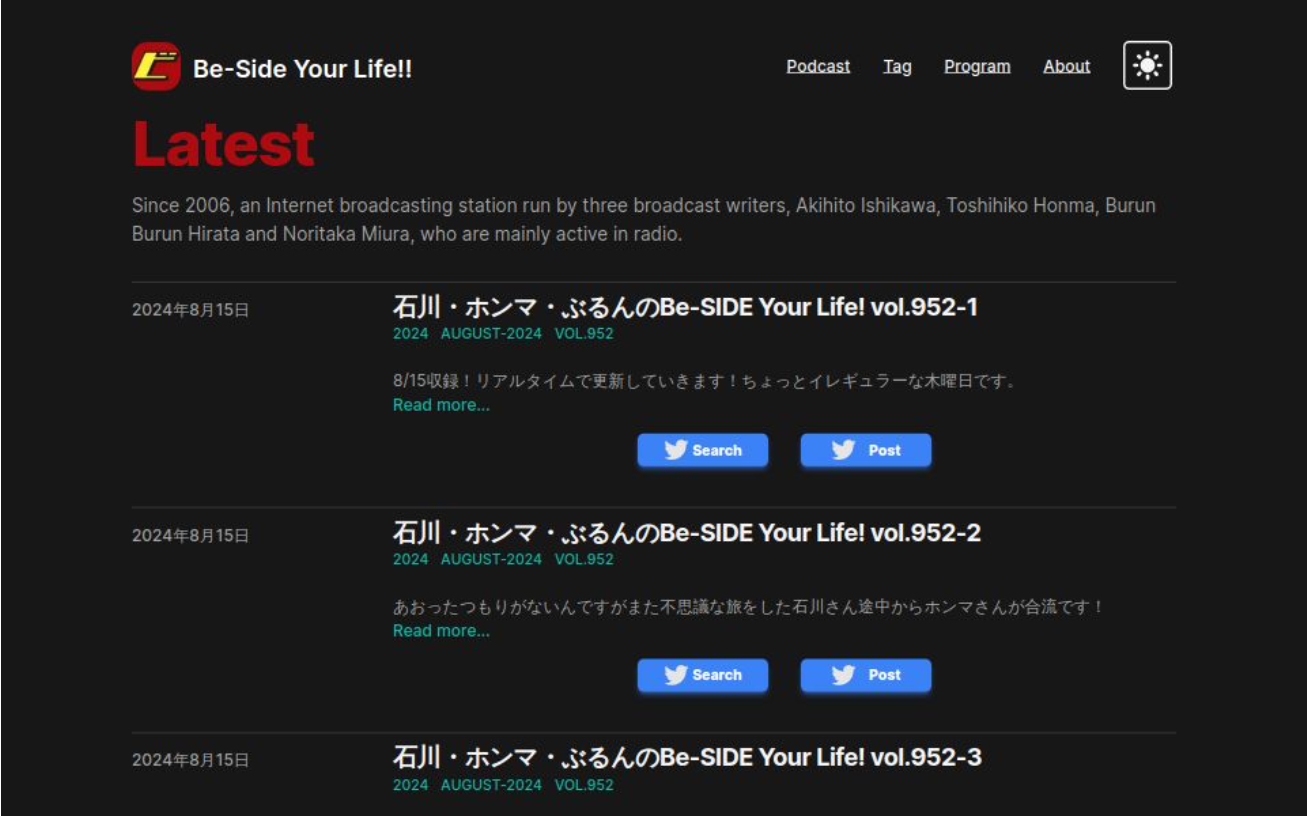 Be-Side Your Life!!
Podcast Tag Program About
Latest
Since 2006, an Internet broadcasting station run by three broadcast writers, Akihito Ishikawa, Toshihiko Honma, Burun
Burun Hirata and Noritaka Miura, who are mainly active in radio.
2024年8月15日
石川・ホンマ・ぶるんのBe-SIDE Your Life! vol.952-1
2024 AUGUST-2024 VOL.952
8/15収録！リアルタイムで更新していきます！ちょっとイレギュラーな木曜日です。
Read more...
Search Post
2024年8月15日
石川・ホンマ・ぶるんのBe-SIDE Your Life! vol.952-2
2024 AUGUST-2024 VOL.952
あおったつもりがないんですがまた不思議な旅をした石川さん途中からホンマさんが合流です！
Read more...
Search Post
2024年8月15日
石川・ホンマ・ぶるんのBe-SIDE Your Life! vol.952-3
2024 AUGUST-2024 VOL.952